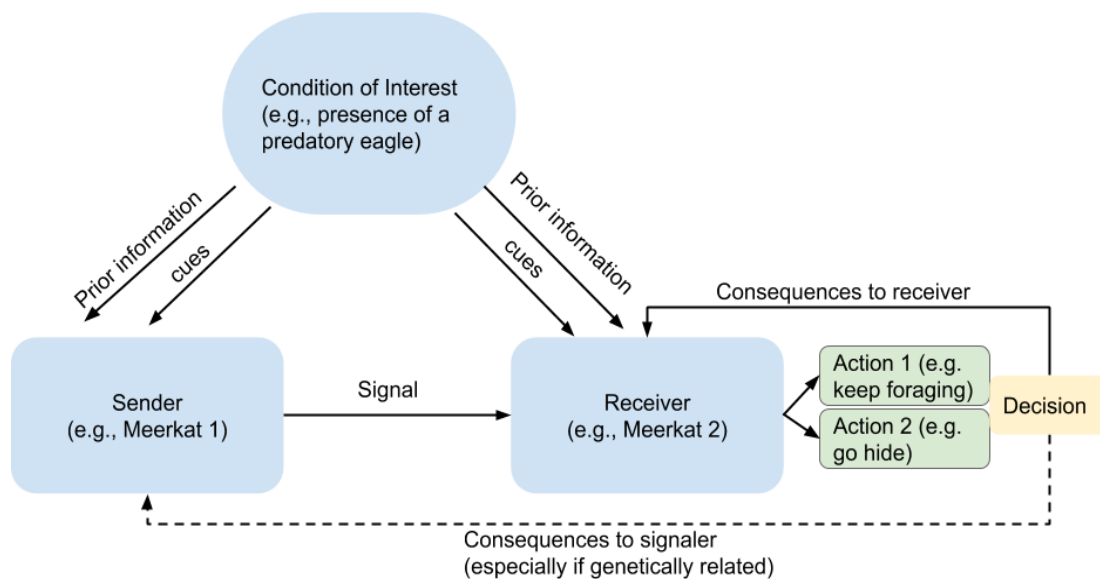 Condition of Interest
(e.g., presence of a
predatory eagle)
Prior information
cues
cues
Prior information
Consequences to receiver
Sender
(e.g., Meerkat 1)
Signal
Receiver
(e.g., Meerkat 2)
Action 1 (e.g.
keep foraging)
Action 2 (e.g.
go hide)
Decision
Consequences to signaler
(especially if genetically related)